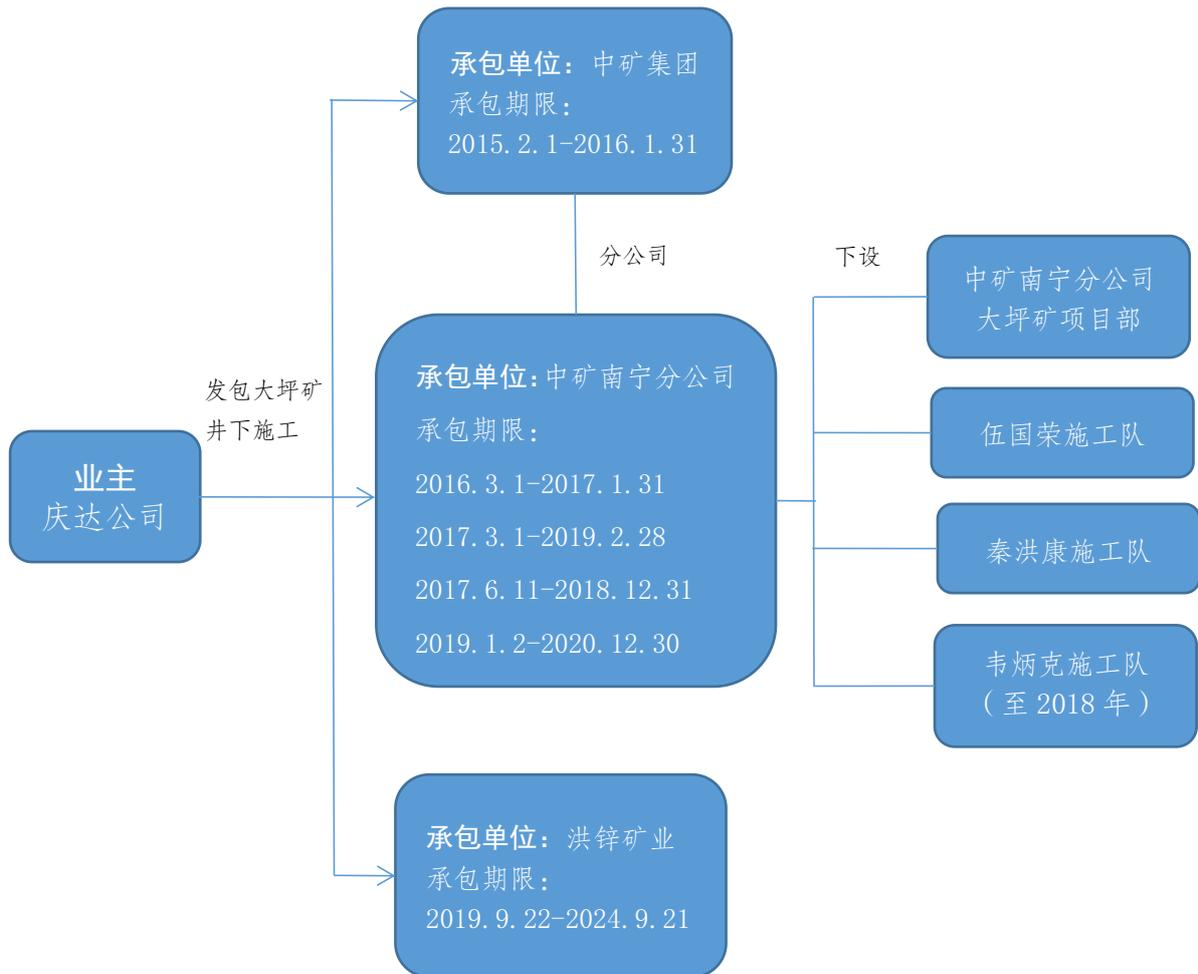 业主
庆达公司
发包大坪矿
井下施工
承包单位：中矿集团
承包期限：
2015.2.1-2016.1.31
分公司
承包单位：中矿南宁分公司
承包期限：
2016.3.1-2017.1.31
2017.3.1-2019.2.28
2017.6.11-2018.12.31
2019.1.2-2020.12.30
承包单位：洪锌矿业
承包期限：
2019.9.22-2024.9.21
下设
中矿南宁分公司
大坪矿项目部
伍国荣施工队
秦洪康施工队
韦炳克施工队
（至 2018 年）